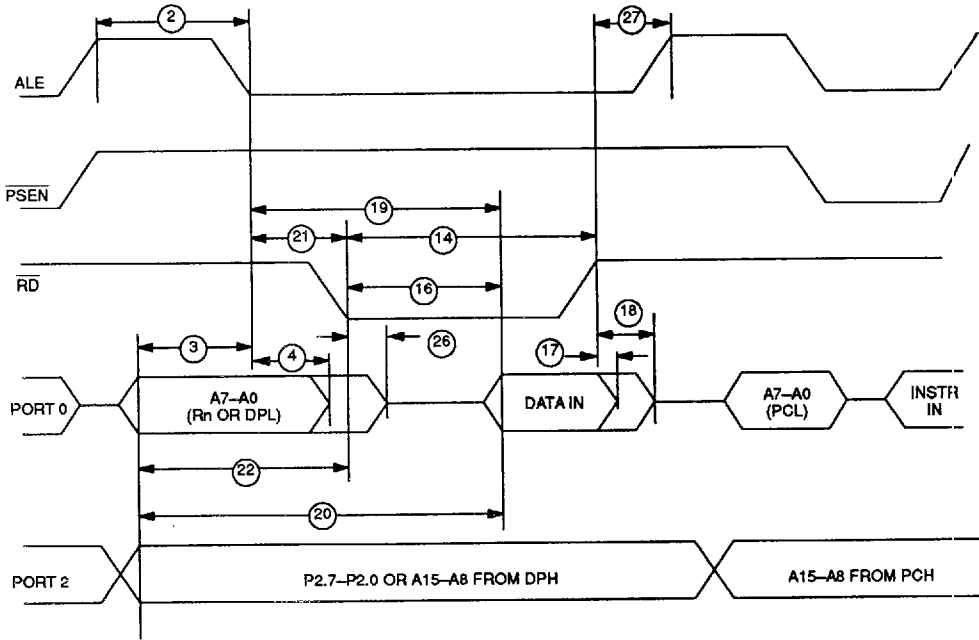 2
27
ALE
PSEN
19
21
14
RD
16
18
3
4
26
17
PORT 0
A7–A0
(Rn OR DPL)
DATA IN
A7–A0
(PCL)
INSTR
IN
22
20
PORT 2
P2.7–P2.0 OR A15–A8 FROM DPH
A15–A8 FROM PCH